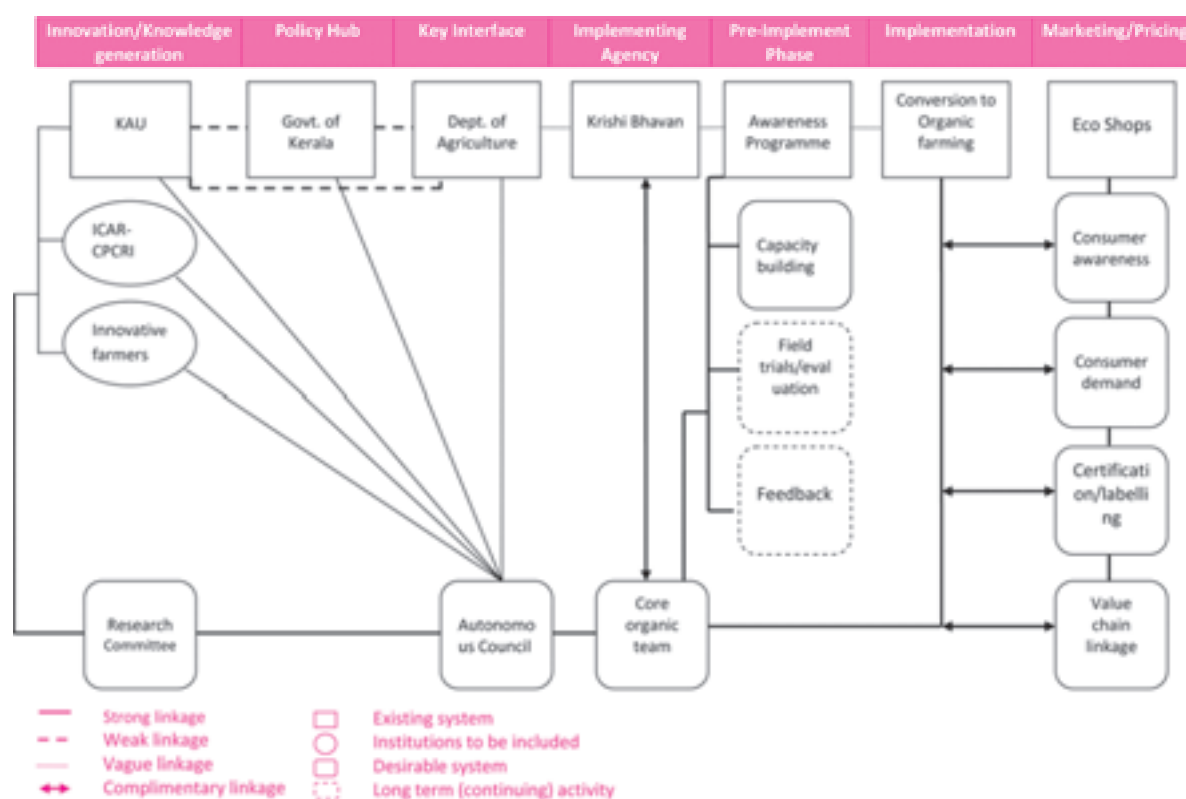 Innovation/Knowledge
generation
Policy Hub
Key Interface
Implementing
Agency
Pre-Implement
Phase
Implementation
Marketing/Pricing
KAU
Govt. of
Kerala
Dept. of
Agriculture
Krishi Bhavan
Awareness
Programme
Conversion to
Organic
farming
Eco Shops
ICAR-
CPCRI
Innovative
farmers
Capacity
building
Field
trials/eval
uation
Feedback
Consumer
awareness
Consumer
demand
Certificati
on/labelli
ng
Research
Committee
Autonomo
us Council
Core
organic
team
Value
chain
linkage
Strong linkage
Weak linkage
Vague linkage
Complimentary linkage
Existing system
Institutions to be included
Desirable system
Long term (continuing) activity